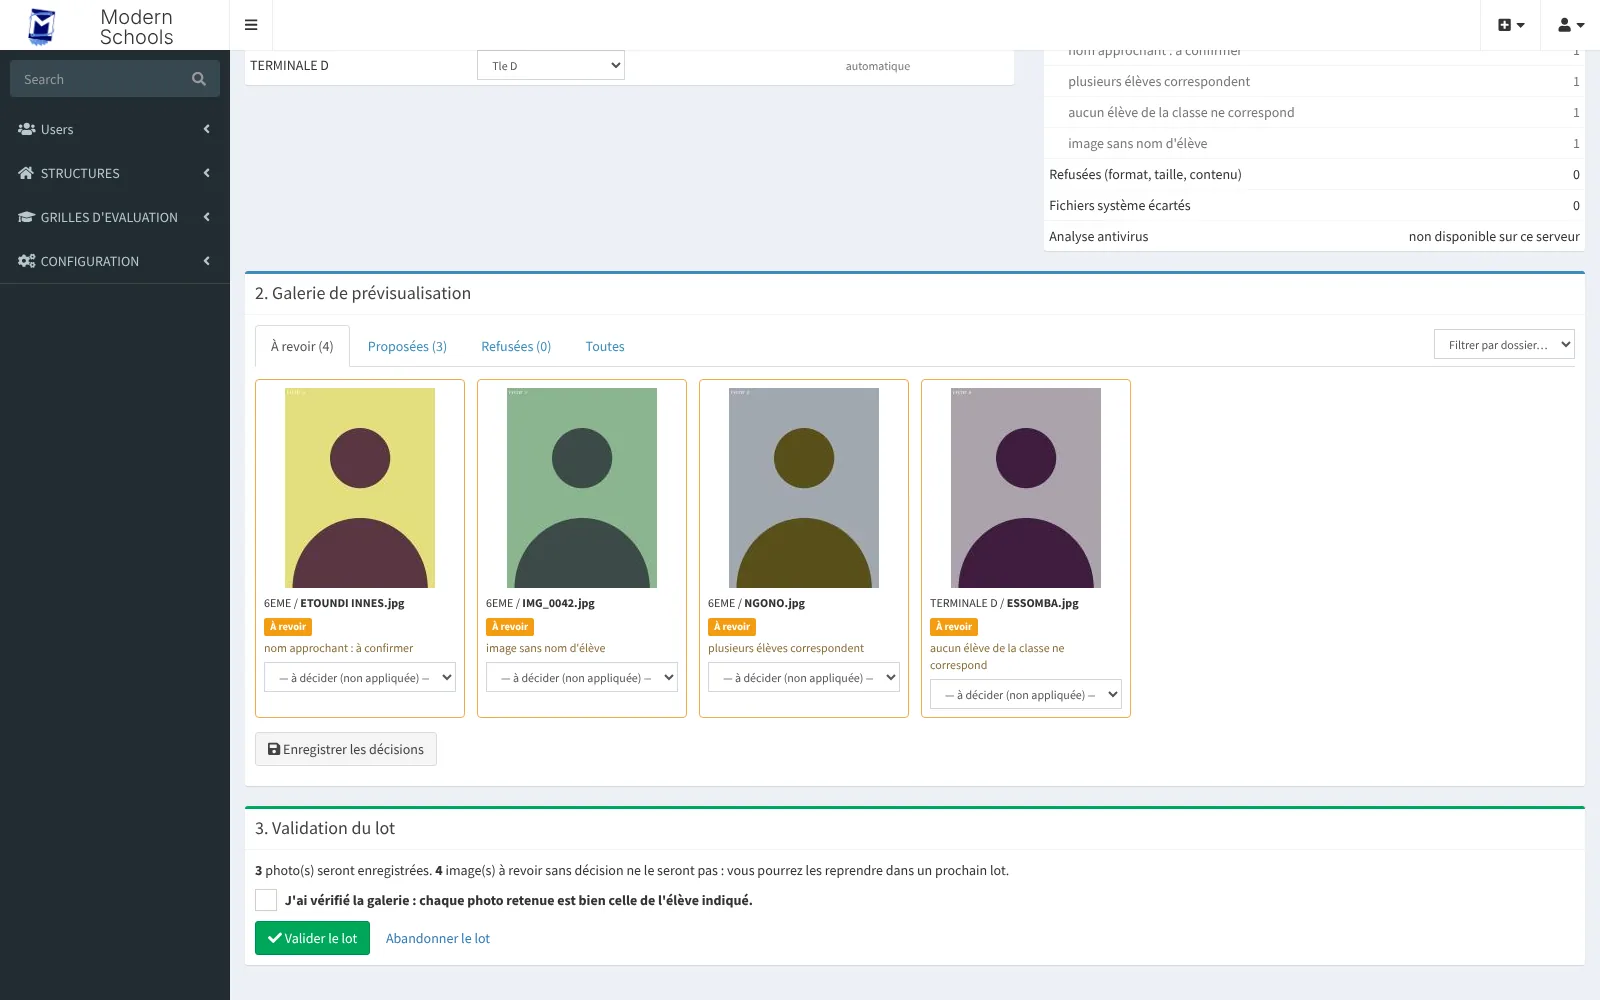 Modern
Schools
Search
Users
STRUCTURES
GRILLES D'EVALUATION
CONFIGURATION
TERMINALE D
Tle D
automatique
nom approchant : à confirmer
1
plusieurs élèves correspondent
1
aucun élève de la classe ne correspond
1
image sans nom d'élève
1
Refusées (format, taille, contenu)
0
Fichiers système écartés
0
Analyse antivirus
non disponible sur ce serveur
2. Galerie de prévisualisation
À revoir (4)
Proposées (3)
Refusées (0)
Toutes
Filtrer par dossier...
6EME / ETOUNDI INNES.jpg
À revoir
nom approchant : à confirmer
— à décider (non appliquée) —
6EME / IMG_0042.jpg
À revoir
image sans nom d'élève
— à décider (non appliquée) —
6EME / NGONO.jpg
À revoir
plusieurs élèves correspondent
— à décider (non appliquée) —
TERMINALE D / ESSOMBA.jpg
À revoir
aucun élève de la classe ne
correspond
— à décider (non appliquée) —
Enregistrer les décisions
3. Validation du lot
3 photo(s) seront enregistrées. 4 image(s) à revoir sans décision ne le seront pas : vous pourrez les reprendre dans un prochain lot.
J'ai vérifié la galerie : chaque photo retenue est bien celle de l'élève indiqué.
Valider le lot
Abandonner le lot